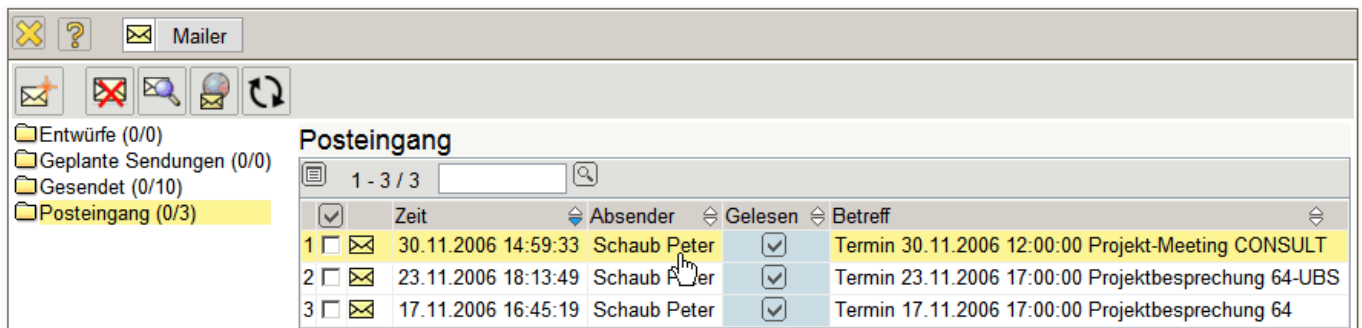 Mailer
Entwürfe (0/0)
Geplante Sendungen (0/0)
Gesendet (0/10)
Posteingang (0/3)
Posteingang
1 - 3 / 3
Zeit Absender Gelesen Betreff
1 30.11.2006 14:59:33 Schaub Peter Termin 30.11.2006 12:00:00 Projekt-Meeting CONSULT
2 23.11.2006 18:13:49 Schaub Peter Termin 23.11.2006 17:00:00 Projektbesprechung 64-UBS
3 17.11.2006 16:45:19 Schaub Peter Termin 17.11.2006 17:00:00 Projektbesprechung 64